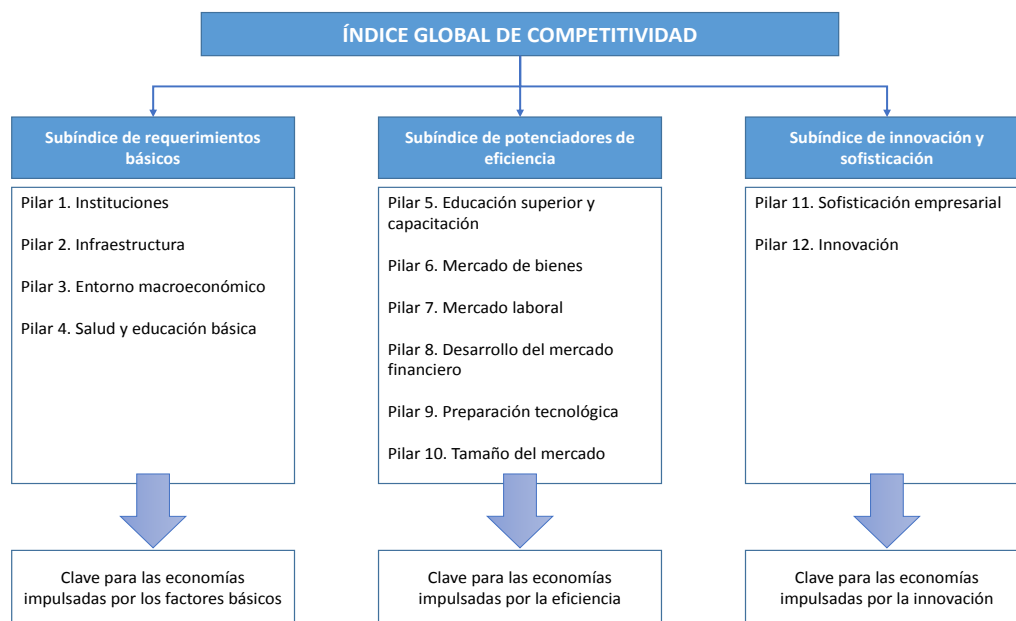 ÍNDICE GLOBAL DE COMPETITIVIDAD
Subíndice de requerimientos
básicos
Pilar 1. Instituciones
Pilar 2. Infraestructura
Pilar 3. Entorno macroeconómico
Pilar 4. Salud y educación básica
Clave para las economías
impulsadas por los factores básicos
Subíndice de potenciadores de
eficiencia
Pilar 5. Educación superior y
capacitación
Pilar 6. Mercado de bienes
Pilar 7. Mercado laboral
Pilar 8. Desarrollo del mercado
financiero
Pilar 9. Preparación tecnológica
Pilar 10. Tamaño del mercado
Clave para las economías
impulsadas por la eficiencia
Subíndice de innovación y
sofisticación
Pilar 11. Sofisticación empresarial
Pilar 12. Innovación
Clave para las economías
impulsadas por la innovación